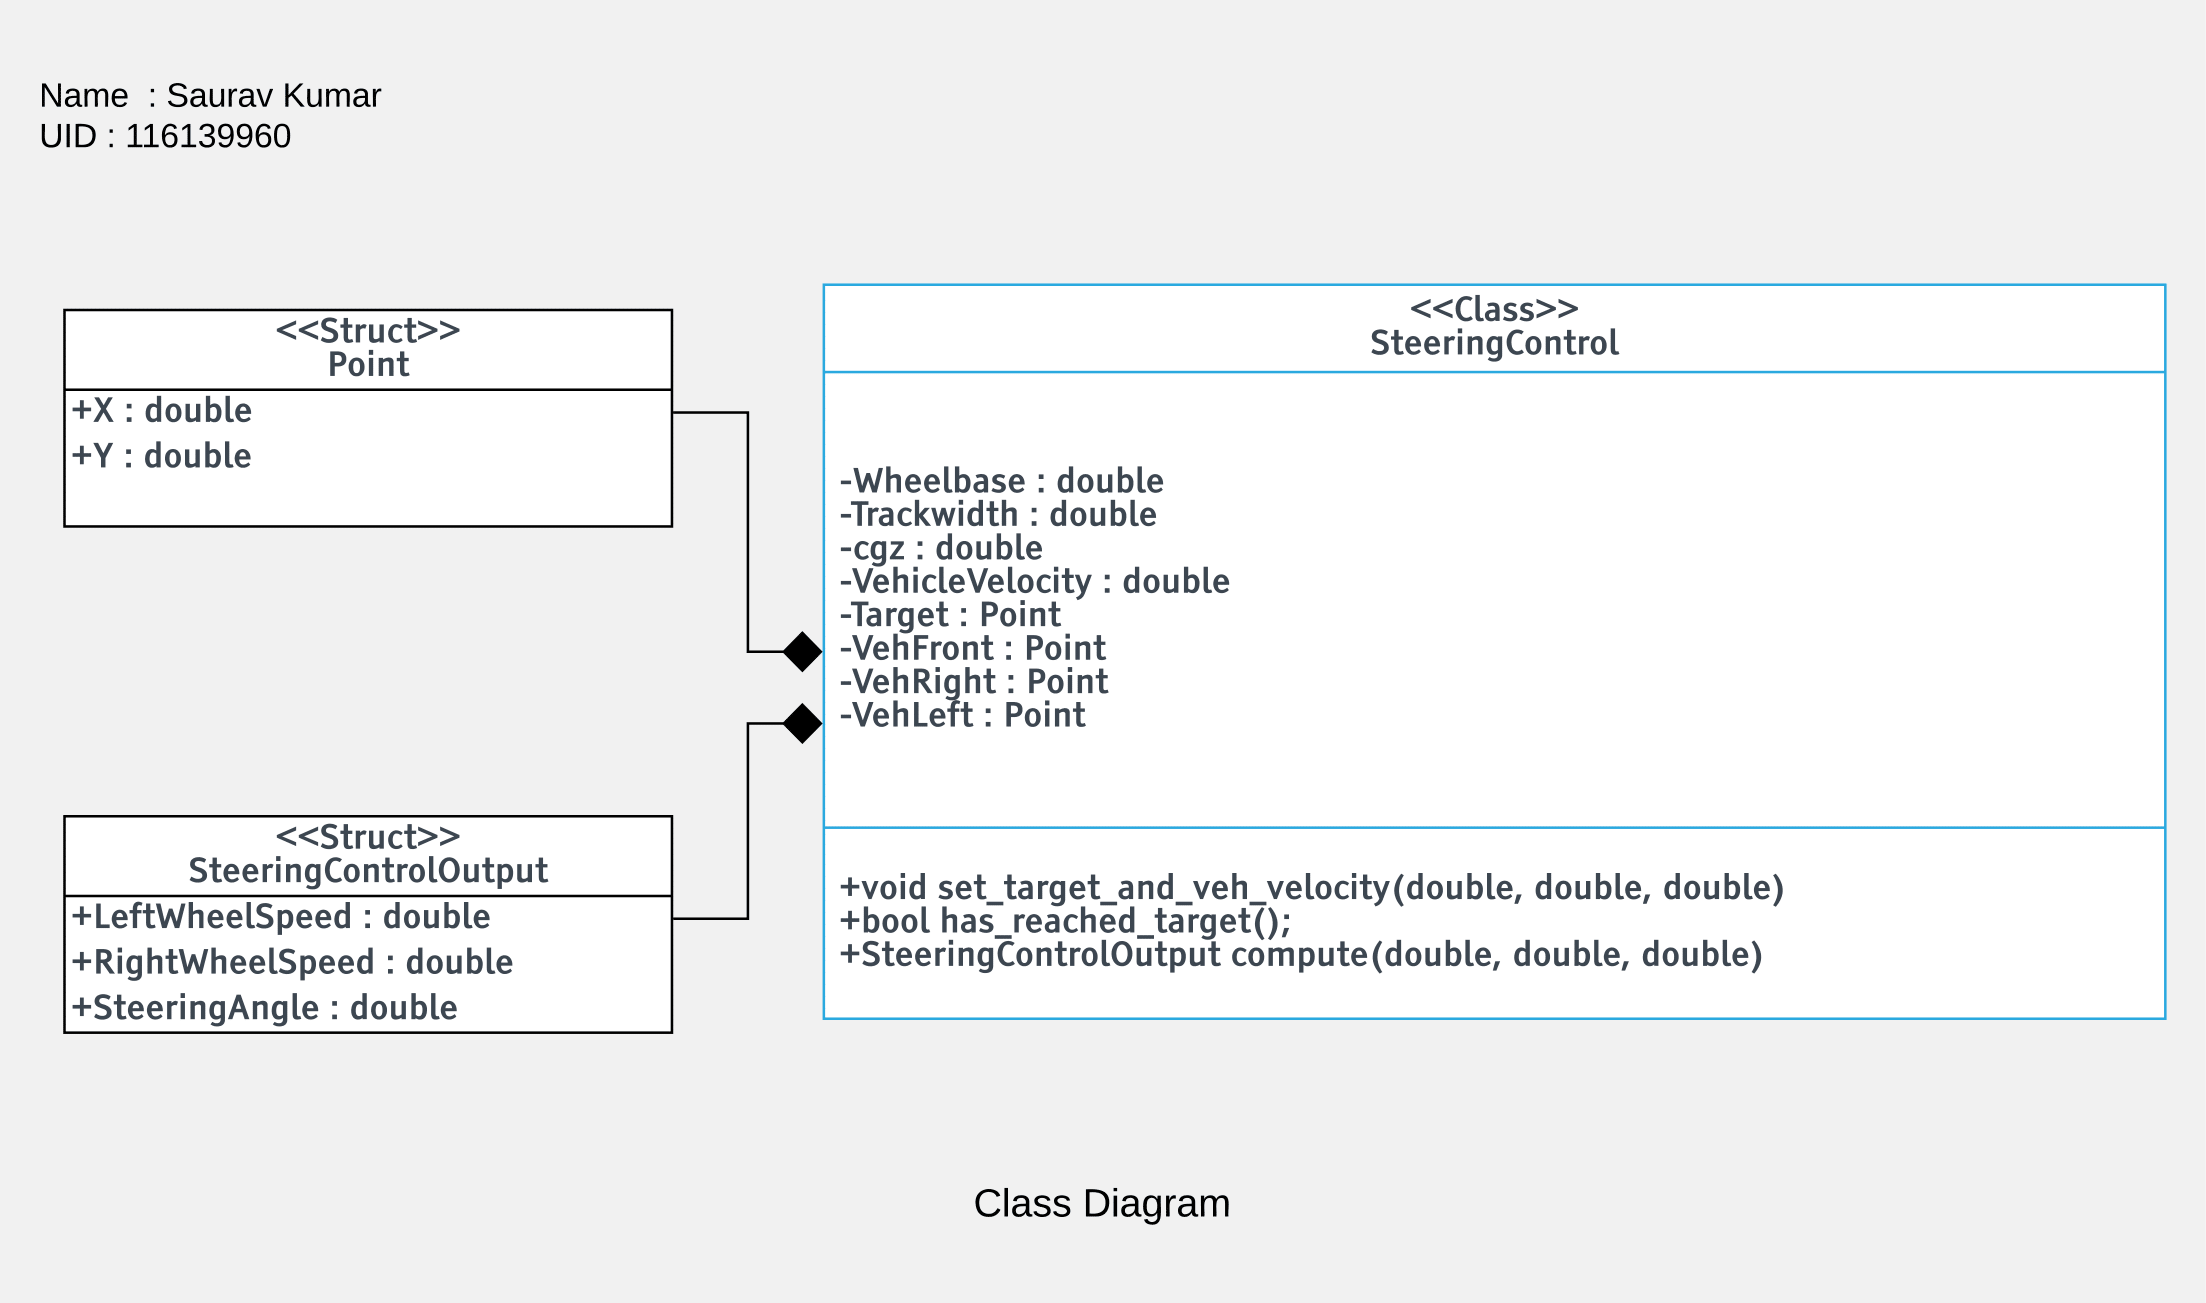 Name  : Saurav Kumar
UID : 116139960
<<Struct>>
Point
+X : double
+Y : double
<<Class>>
SteeringControl
-Wheelbase : double
-Trackwidth : double
-cgz : double
-VehicleVelocity : double
-Target : Point
-VehFront : Point
-VehRight : Point
-VehLeft : Point
+void set_target_and_veh_velocity(double, double, double)
+bool has_reached_target();
+SteeringControlOutput compute(double, double, double)
<<Struct>>
SteeringControlOutput
+LeftWheelSpeed : double
+RightWheelSpeed : double
+SteeringAngle : double
Class Diagram